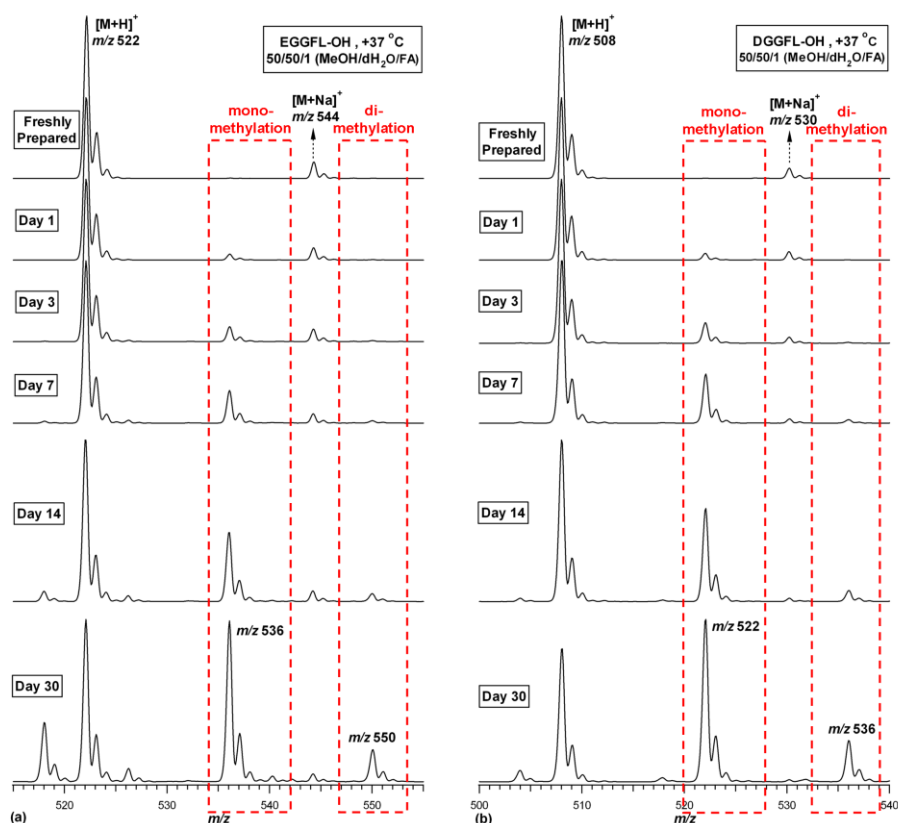 [M+H]+
m/z 522
EGGFL-OH , +37 °C
50/50/1 (MeOH/dH2O/FA)
mono-
methylation
[M+Na]+
m/z 544
di-
methylation
Freshly
Prepared
Day 1
Day 3
Day 7
Day 14
Day 30
m/z 536
m/z 550
520
530
540
550
(a)
m/z
[M+H]+
m/z 508
DGGFL-OH , +37 °C
50/50/1 (MeOH/dH2O/FA)
mono-
methylation
[M+Na]+
m/z 530
di-
methylation
Freshly
Prepared
Day 1
Day 3
Day 7
Day 14
Day 30
m/z 522
m/z 536
500
510
520
530
540
(b)
m/z